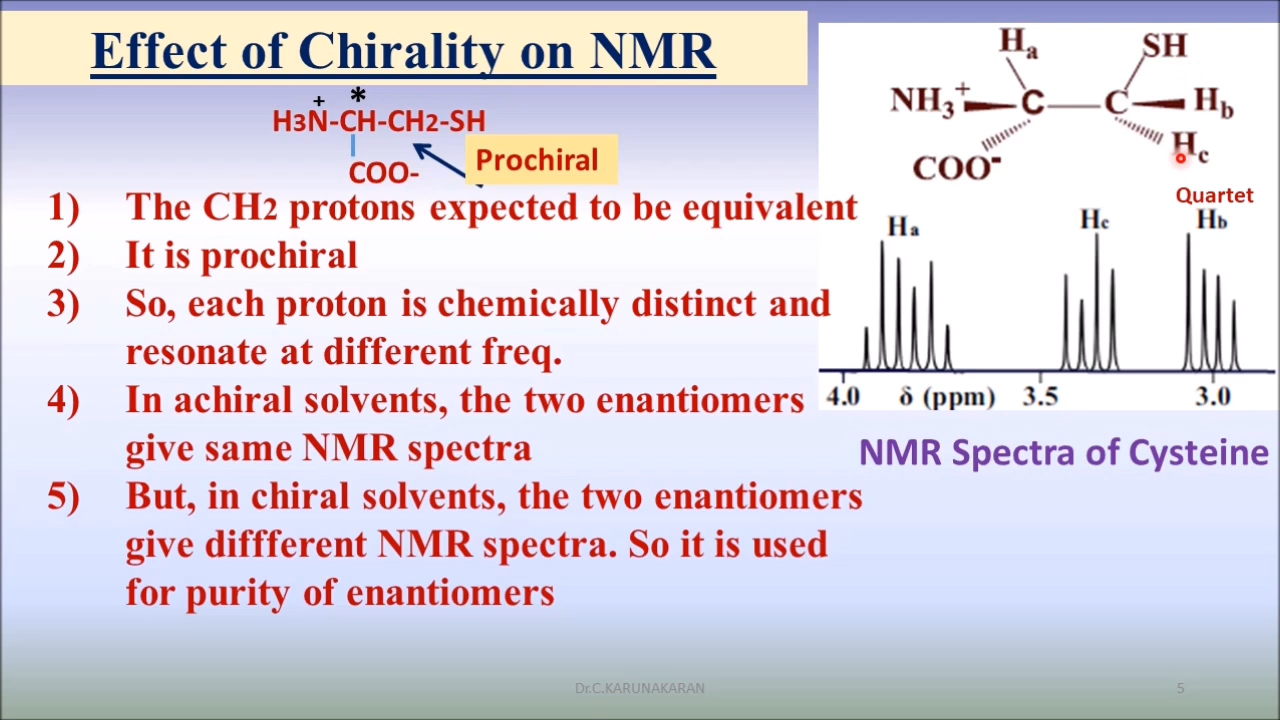 Effect of Chirality on NMR
+ *
H3N-CH-CH2-SH
COO-
Prochiral
1) The CH2 protons expected to be equivalent
2) It is prochiral
3) So, each proton is chemically distinct and
resonate at different freq.
4) In achiral solvents, the two enantiomers
give same NMR spectra
5) But, in chiral solvents, the two enantiomers
give diffferent NMR spectra. So it is used
for purity of enantiomers
Ha SH
NH3+ C C Hb
COO- Hc
Quartet
Ha Hc Hb
4.0 δ (ppm) 3.5 3.0
NMR Spectra of Cysteine
Dr.C.KARUNAKARAN 5